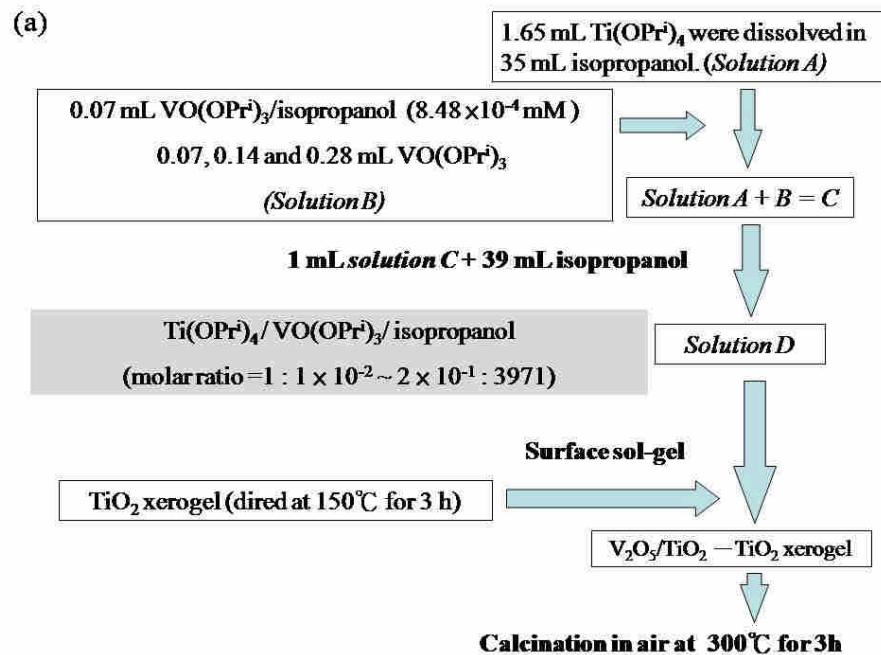 (a)
1.65 mL Ti(OPrⁱ)₄ were dissolved in
35 mL isopropanol. (Solution A)
0.07 mL VO(OPrⁱ)₃/isopropanol (8.48 ×10⁻⁴ mM )
0.07, 0.14 and 0.28 mL VO(OPrⁱ)₃
(Solution B)
Solution A + B = C
1 mL solution C + 39 mL isopropanol
Ti(OPrⁱ)₄/ VO(OPrⁱ)₃/ isopropanol
(molar ratio =1 : 1 × 10⁻² ~ 2 × 10⁻¹ : 3971)
Solution D
Surface sol-gel
TiO₂ xerogel (dired at 150℃ for 3 h)
V₂O₅/TiO₂ —TiO₂ xerogel
Calcination in air at 300℃ for 3h